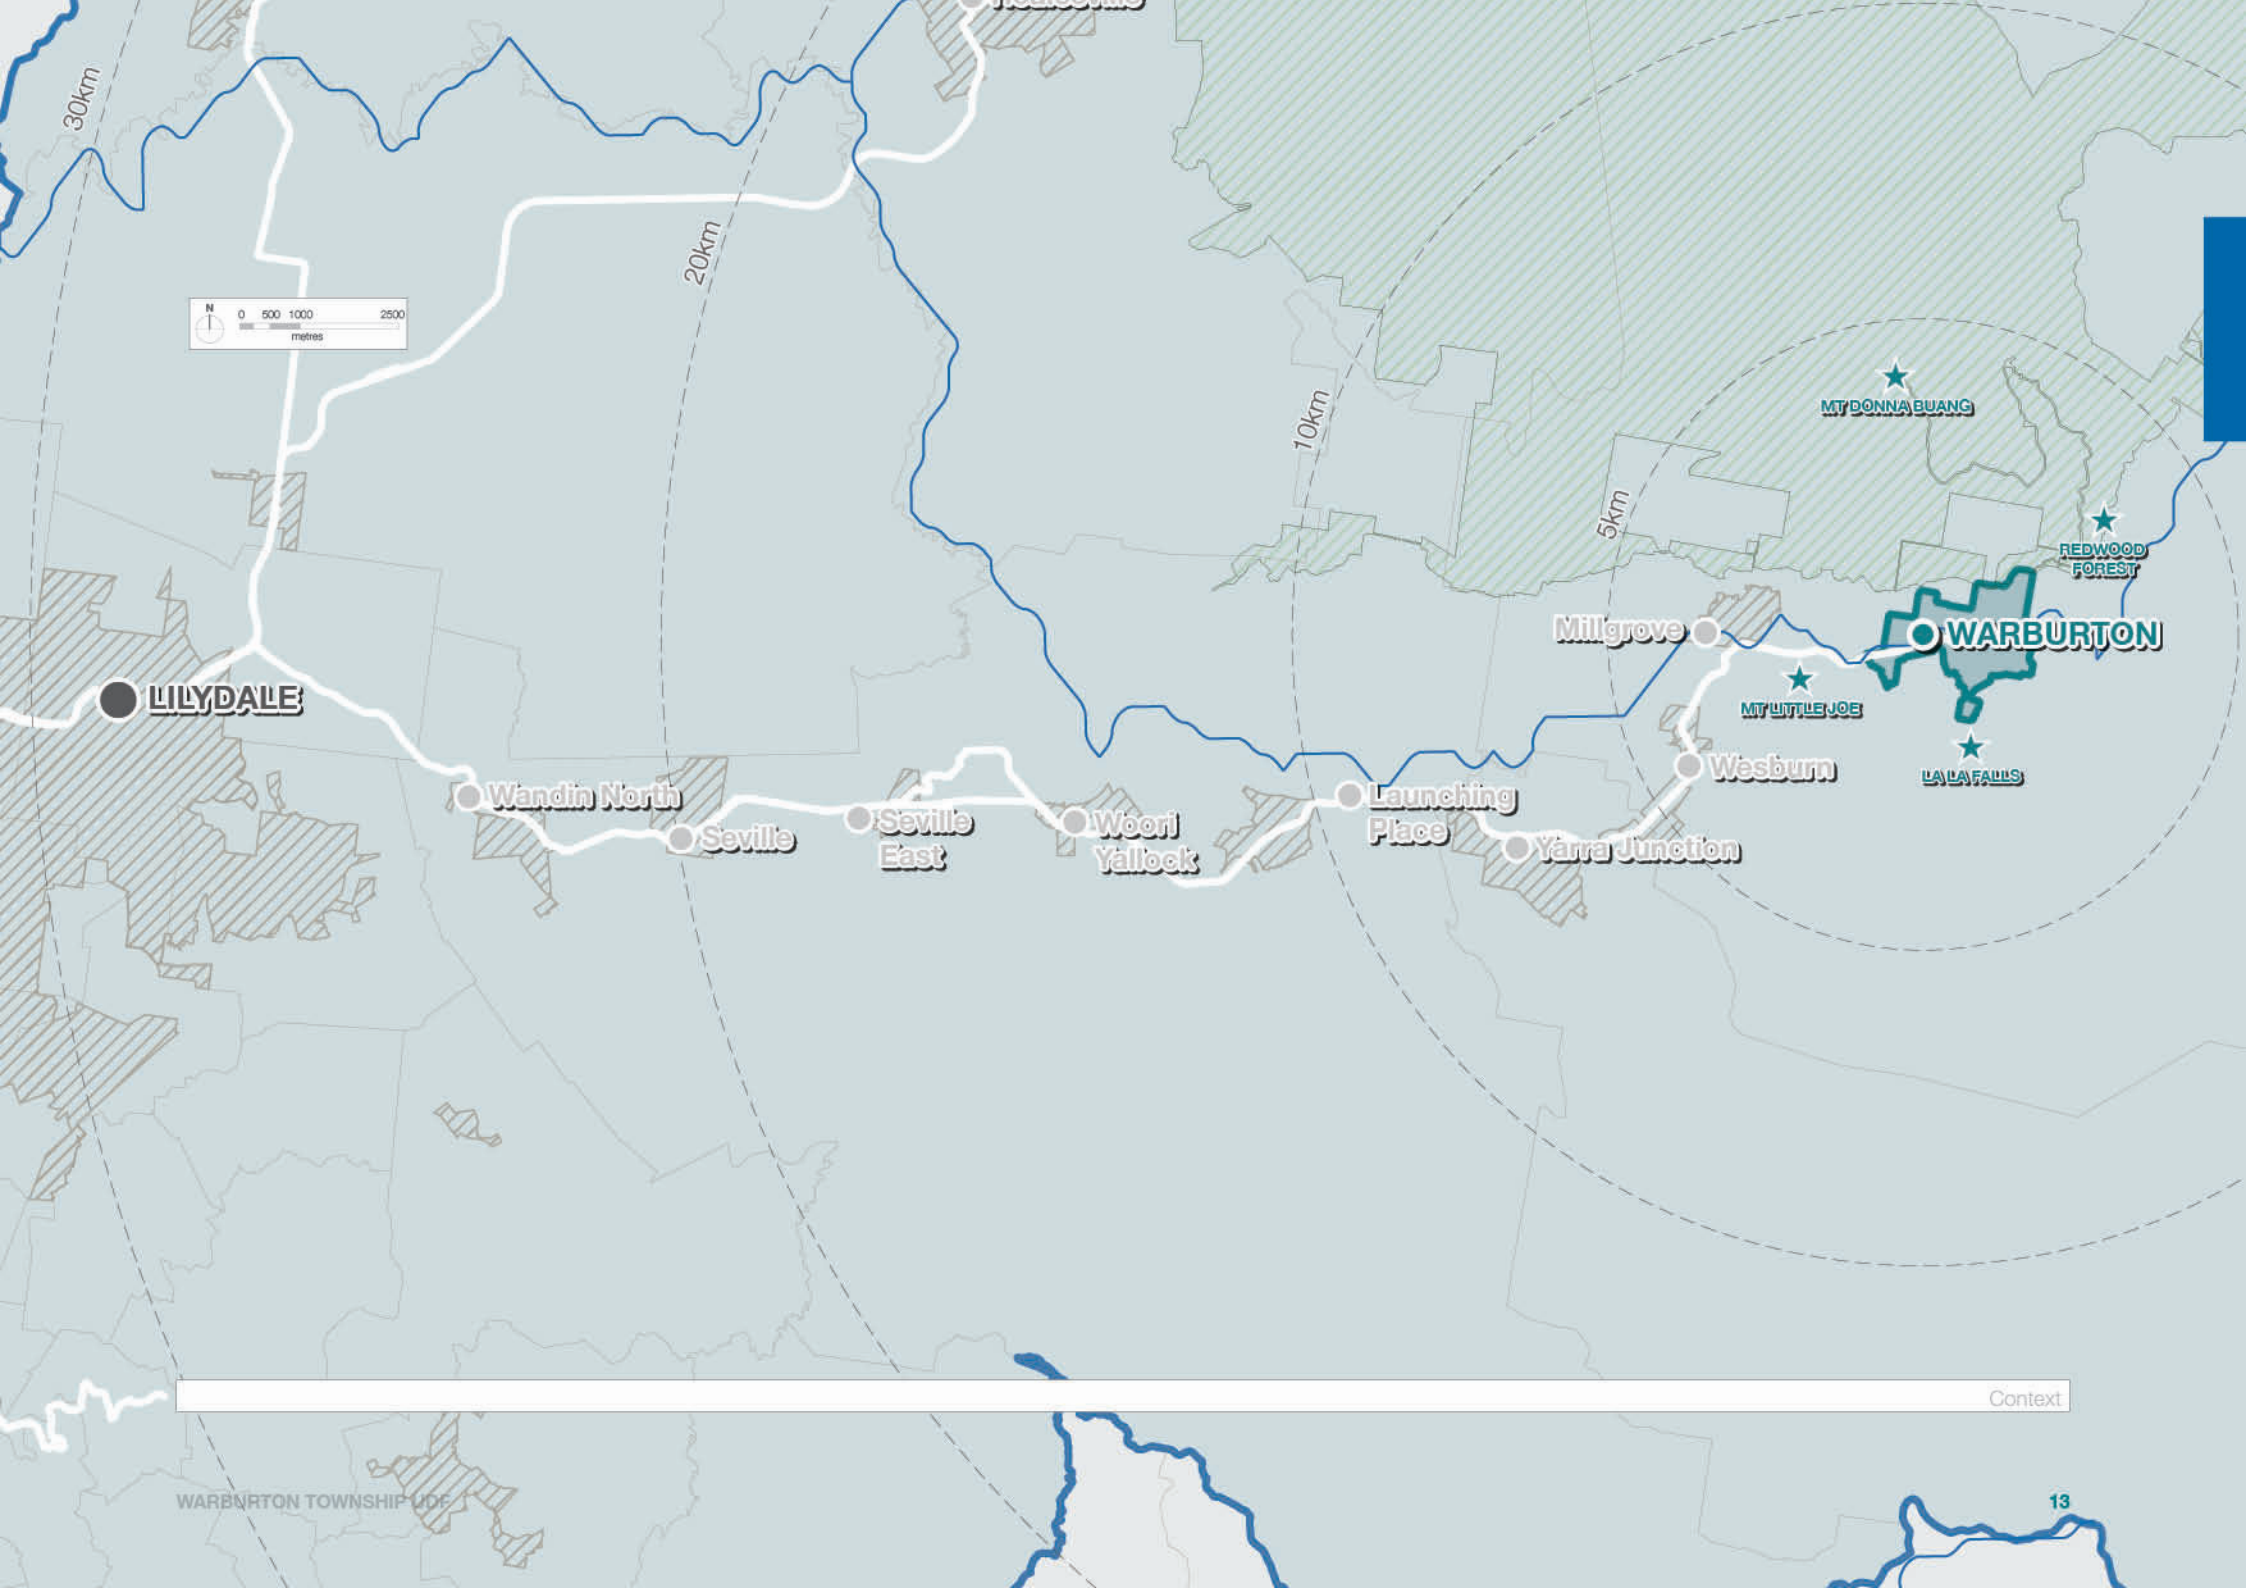 Healesville
30km
20km
N
0 500 1000 2500
metres
10km
5km
MT DONNA BUANG
REDWOOD
FOREST
Millgrove
WARBURTON
LILYDALE
MT LITTLE JOE
Wesburn
LA LA FALLS
Wandin North
Seville
Seville
East
Woori
Yallock
Launching
Place
Yarra Junction
Context
WARBURTON TOWNSHIP UDF
13